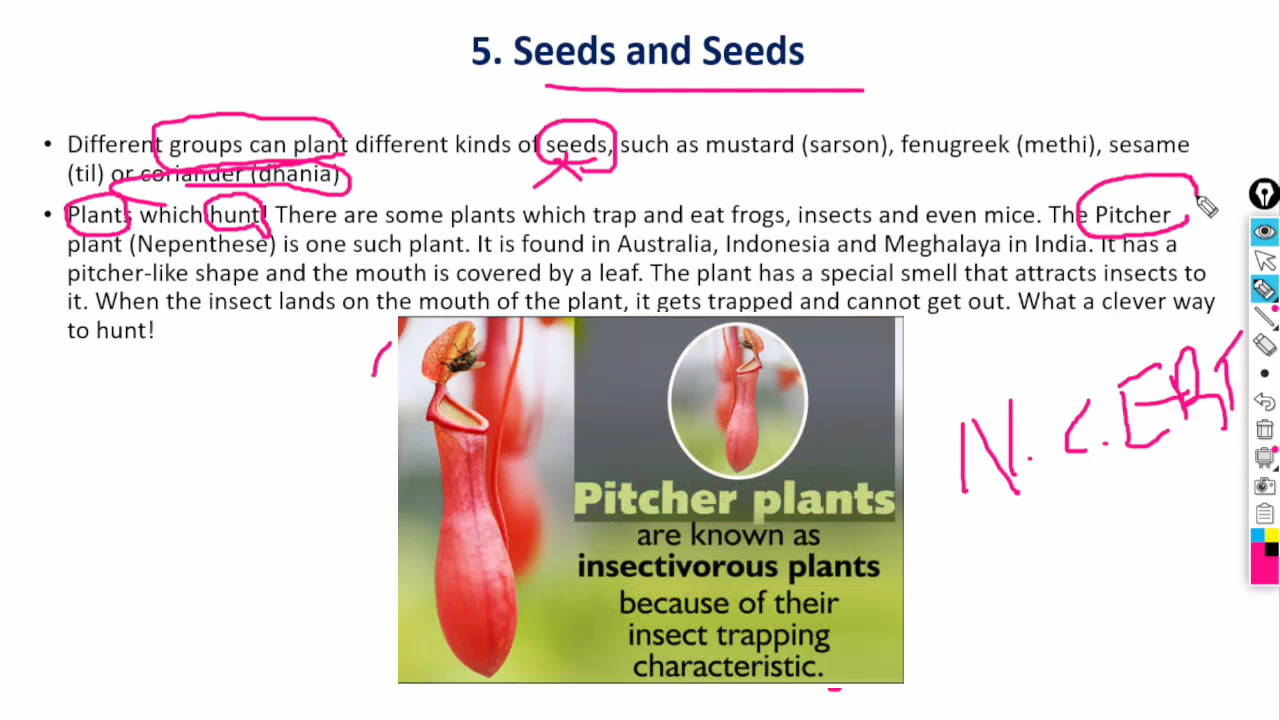 5. Seeds and Seeds
• Different groups can plant different kinds of seeds, such as mustard (sarson), fenugreek (methi), sesame
(til) or coriander (dhania)
• Plants which hunt! There are some plants which trap and eat frogs, insects and even mice. The Pitcher
plant (Nepenthese) is one such plant. It is found in Australia, Indonesia and Meghalaya in India. It has a
pitcher-like shape and the mouth is covered by a leaf. The plant has a special smell that attracts insects to
it. When the insect lands on the mouth of the plant, it gets trapped and cannot get out. What a clever way
to hunt!
N. C. ERT
Pitcher plants
are known as
insectivorous plants
because of their
insect trapping
characteristic.